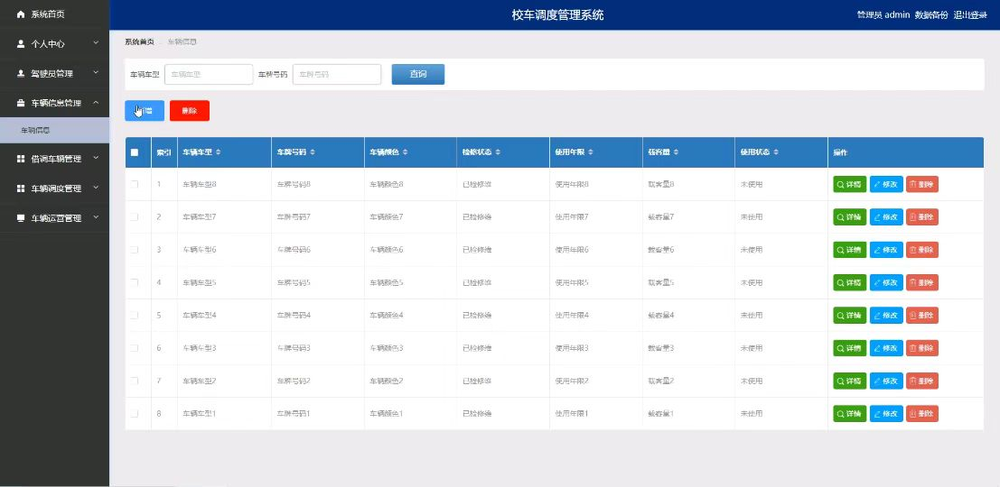 系统首页
校车调度管理系统
管理员 admin 数据备份 退出登录
个人中心
系统首页 车辆信息
驾驶员管理
车辆车型 车辆车型 车牌号码 车牌号码 查询
车辆信息管理
增 删除
车辆信息
索引 车辆车型 车牌号码 车辆颜色 检修状态 使用年限 载客量 使用状态 操作
借调车辆管理
车辆调度管理
车辆运营管理
1 车辆车型8 车牌号码8 车辆颜色8 已检修维 使用年限8 载客量8 未使用 详情 修改 删除
2 车辆车型7 车牌号码7 车辆颜色7 已检修维 使用年限7 载客量7 未使用 详情 修改 删除
3 车辆车型6 车牌号码6 车辆颜色6 已检修维 使用年限6 载客量6 未使用 详情 修改 删除
4 车辆车型5 车牌号码5 车辆颜色5 已检修维 使用年限5 载客量5 未使用 详情 修改 删除
5 车辆车型4 车牌号码4 车辆颜色4 已检修维 使用年限4 载客量4 未使用 详情 修改 删除
6 车辆车型3 车牌号码3 车辆颜色3 已检修维 使用年限3 载客量3 未使用 详情 修改 删除
7 车辆车型2 车牌号码2 车辆颜色2 已检修维 使用年限2 载客量2 未使用 详情 修改 删除
8 车辆车型1 车牌号码1 车辆颜色1 已检修维 使用年限1 载客量1 未使用 详情 修改 删除